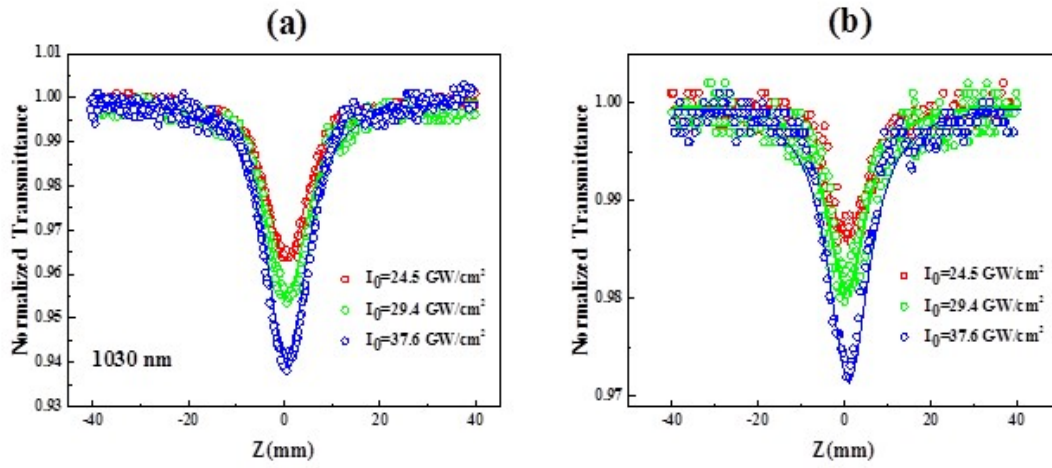 (a)
(b)
Normalized Transmittance
1.01
1.00
0.99
0.98
0.97
0.96
0.95
0.94
0.93
I0=24.5 GW/cm²
I0=29.4 GW/cm²
I0=37.6 GW/cm²
1030 nm
-40
-20
0
20
40
Z(mm)
Normalized Transmittance
1.00
0.99
0.98
0.97
I0=24.5 GW/cm²
I0=29.4 GW/cm²
I0=37.6 GW/cm²
-40
-20
0
20
40
Z(mm)